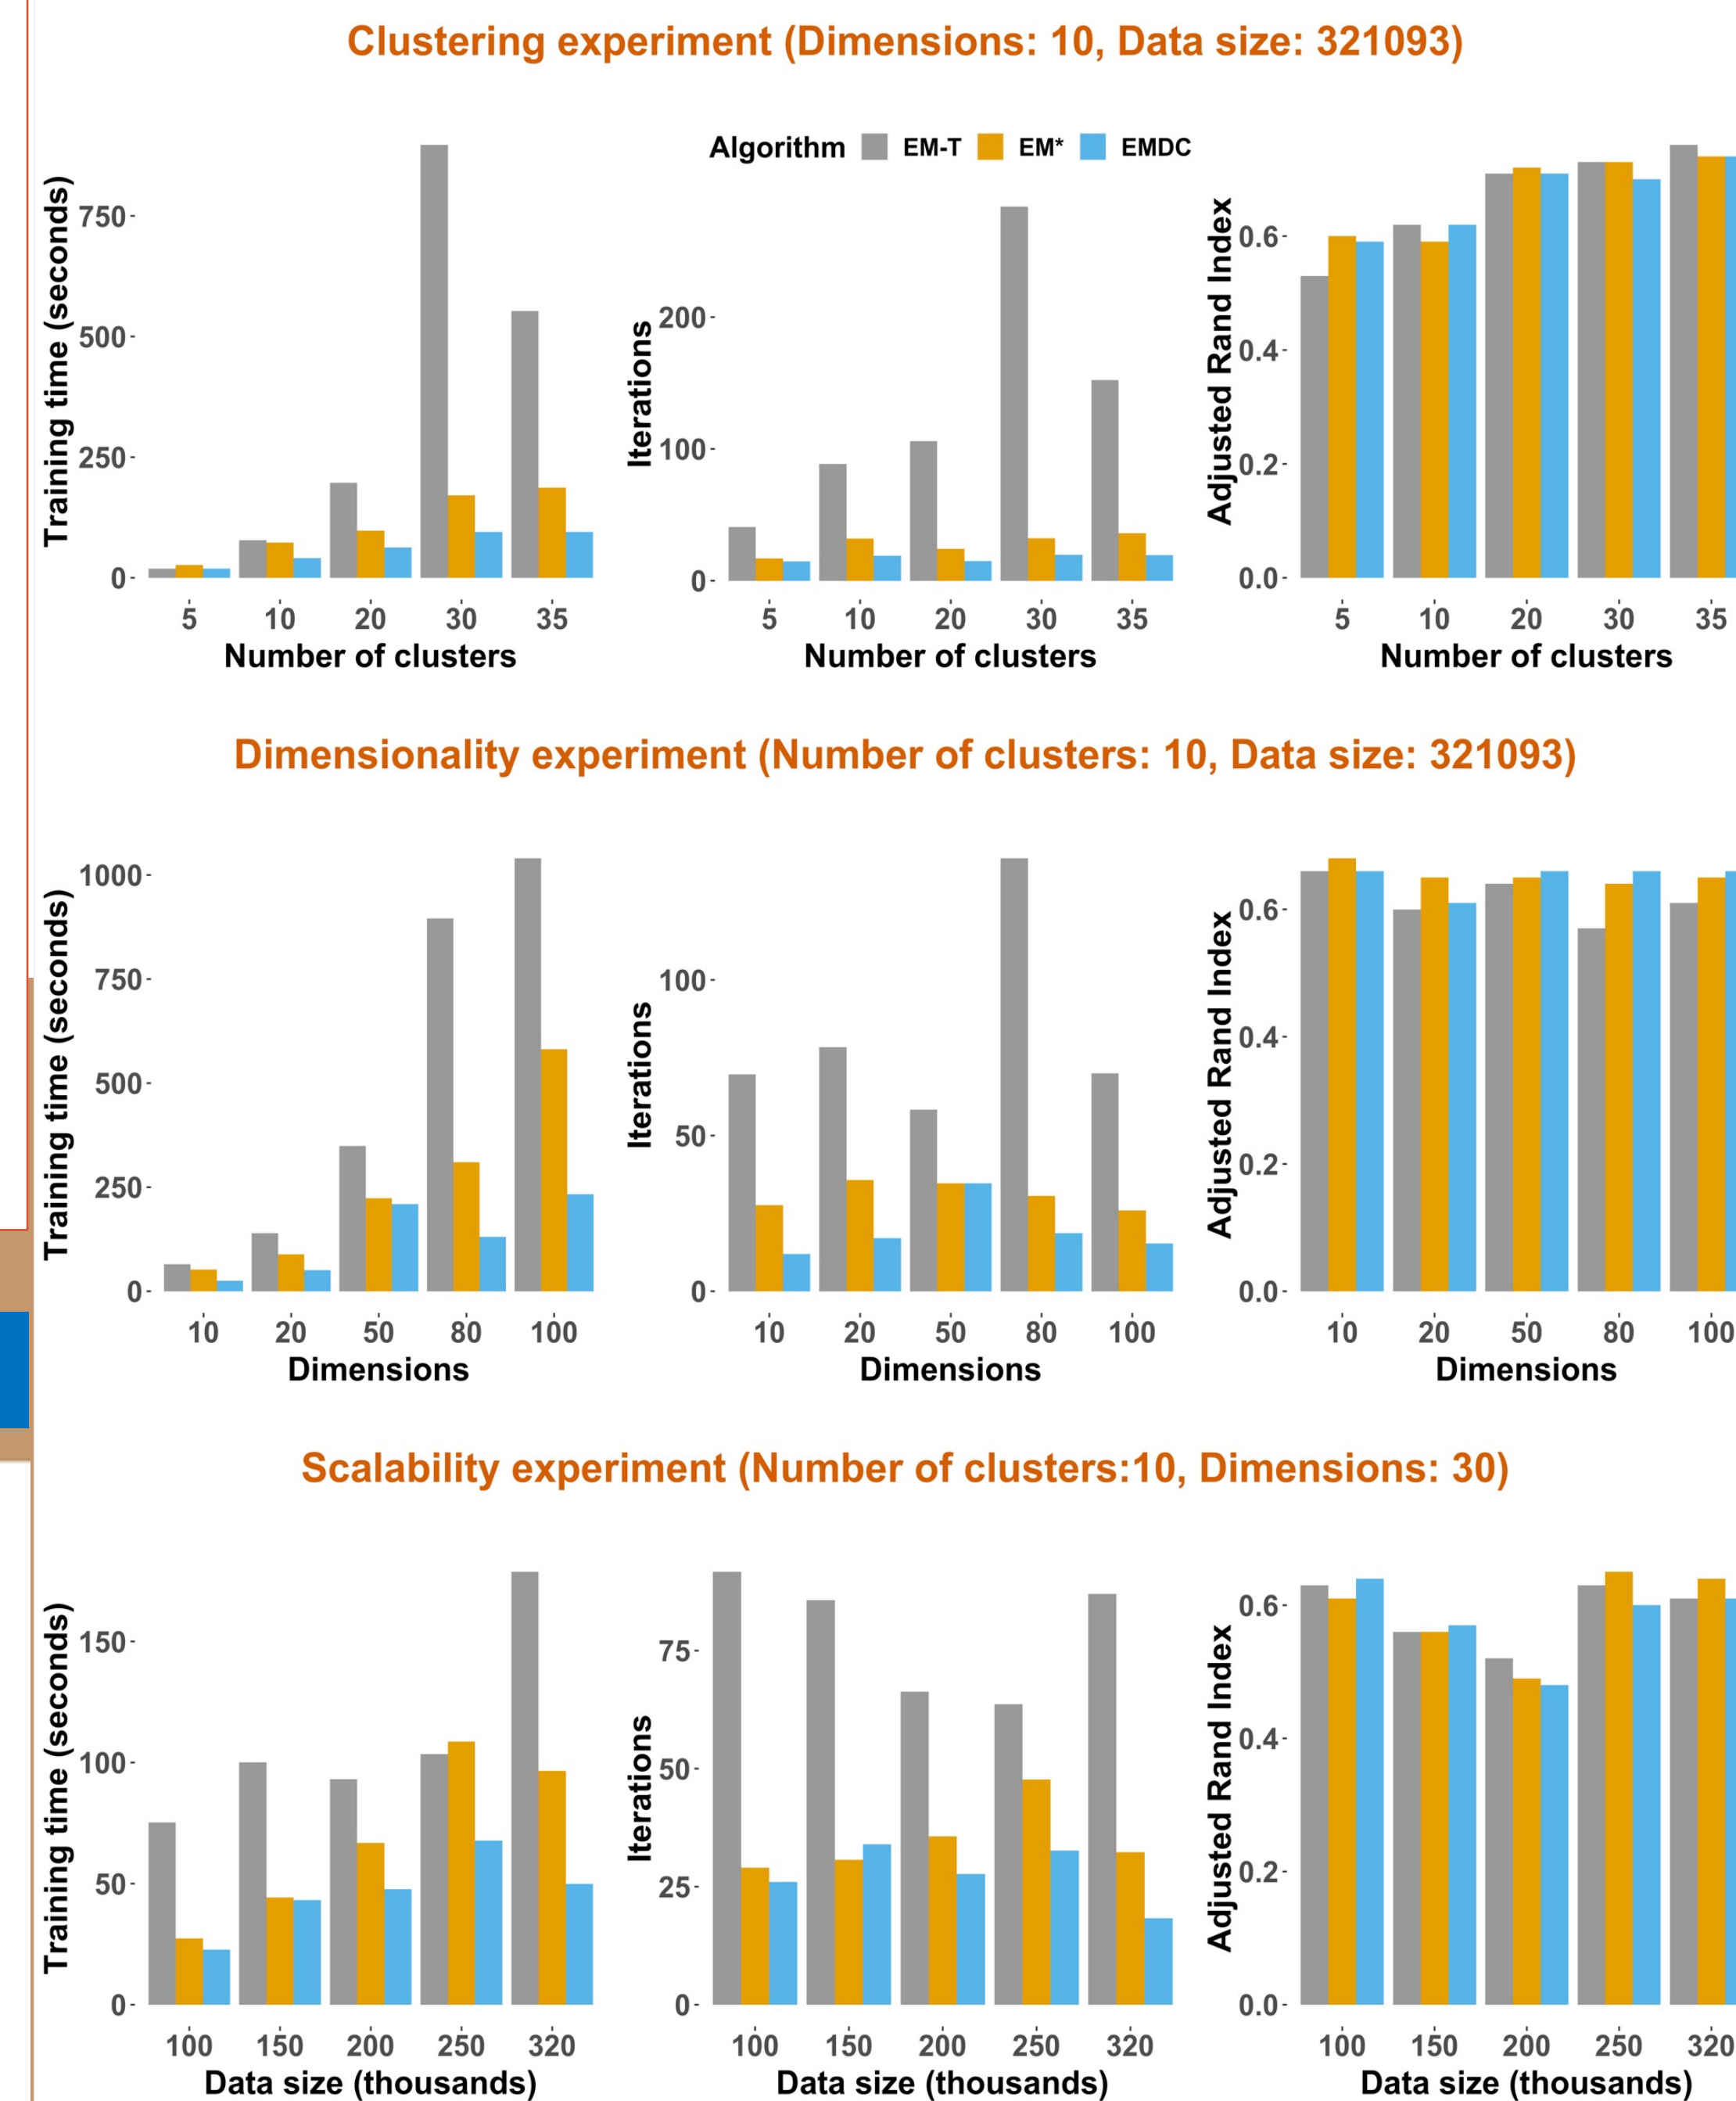 Clustering experiment (Dimensions: 10, Data size: 321093)
Algorithm EM-T EM* EMDC
Training time (seconds)
750
500
250
0
5 10 20 30 35
Number of clusters
Iterations
200
100
0
5 10 20 30 35
Number of clusters
Adjusted Rand Index
0.6
0.4
0.2
0.0
5 10 20 30 35
Number of clusters
Dimensionality experiment (Number of clusters: 10, Data size: 321093)
Training time (seconds)
1000
750
500
250
0
10 20 50 80 100
Dimensions
Iterations
100
50
0
10 20 50 80 100
Dimensions
Adjusted Rand Index
0.6
0.4
0.2
0.0
10 20 50 80 100
Dimensions
Scalability experiment (Number of clusters:10, Dimensions: 30)
Training time (seconds)
150
100
50
0
100 150 200 250 320
Data size (thousands)
Iterations
75
50
25
0
100 150 200 250 320
Data size (thousands)
Adjusted Rand Index
0.6
0.4
0.2
0.0
100 150 200 250 320
Data size (thousands)